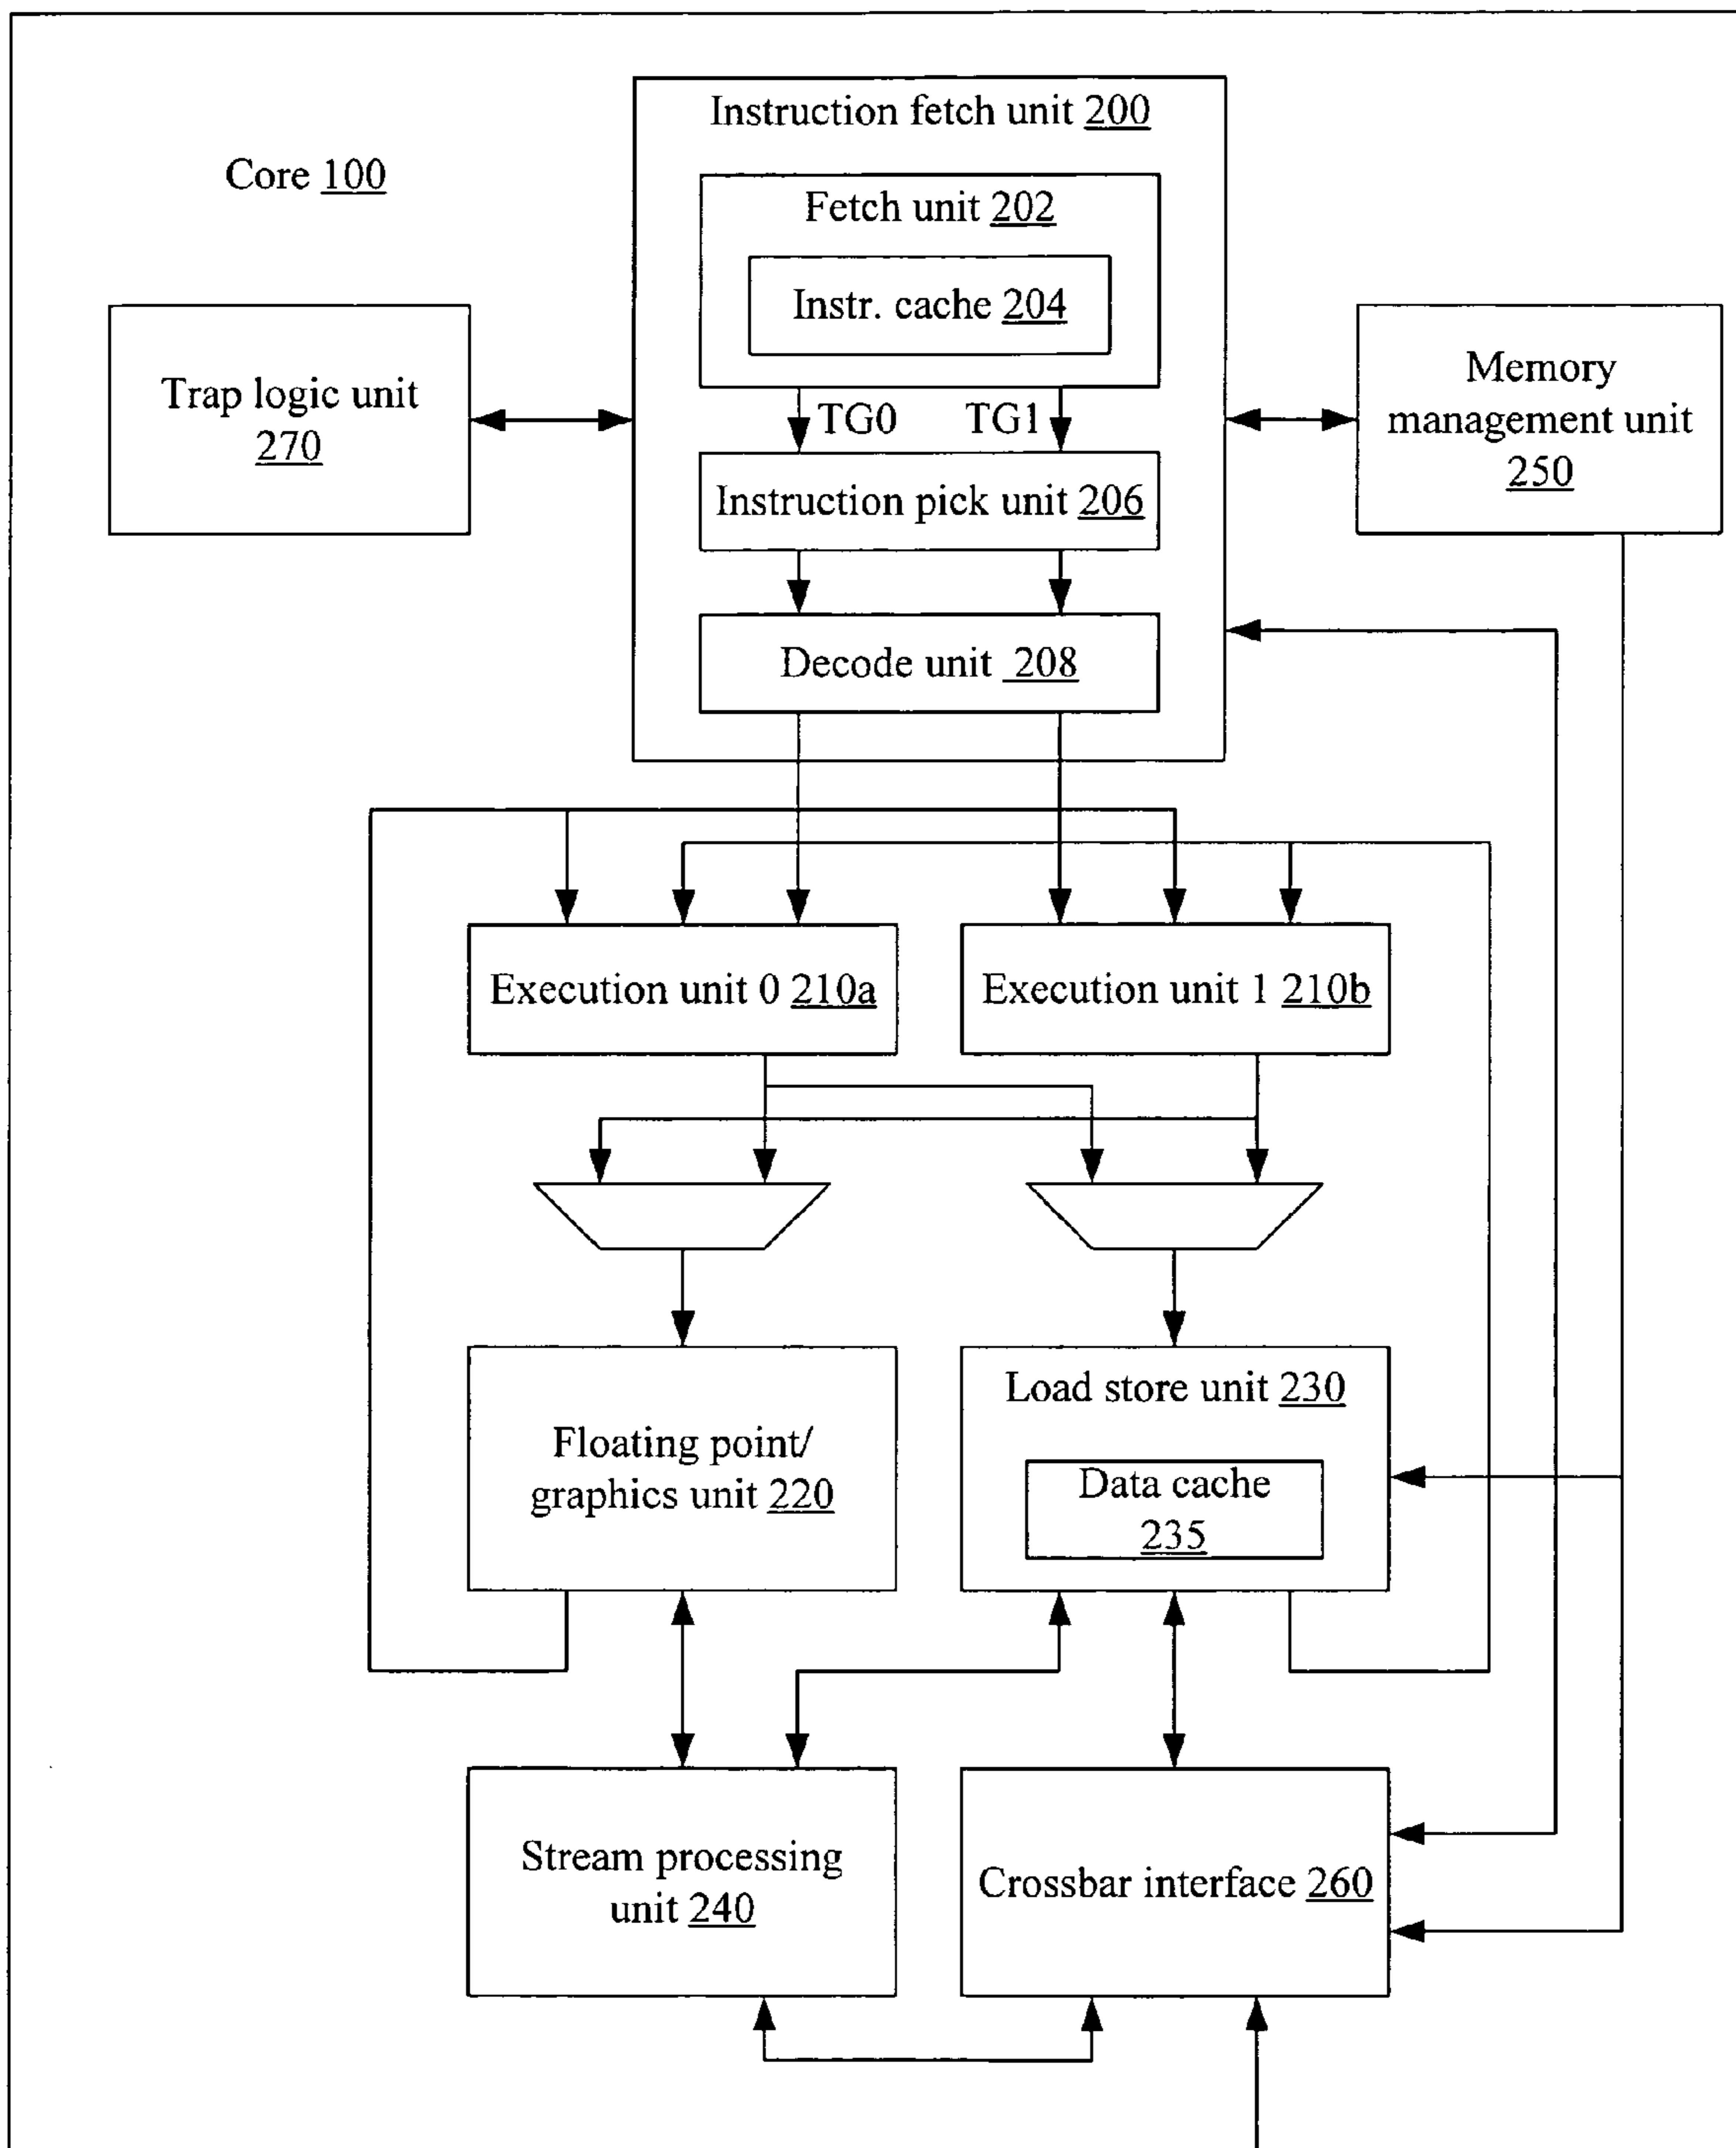 Core 100
Instruction fetch unit 200
Fetch unit 202
Instr. cache 204
TG0
TG1
Instruction pick unit 206
Decode unit 208
Trap logic unit
270
Memory
management unit
250
Execution unit 0 210a
Execution unit 1 210b
Floating point/
graphics unit 220
Load store unit 230
Data cache
235
Stream processing
unit 240
Crossbar interface 260